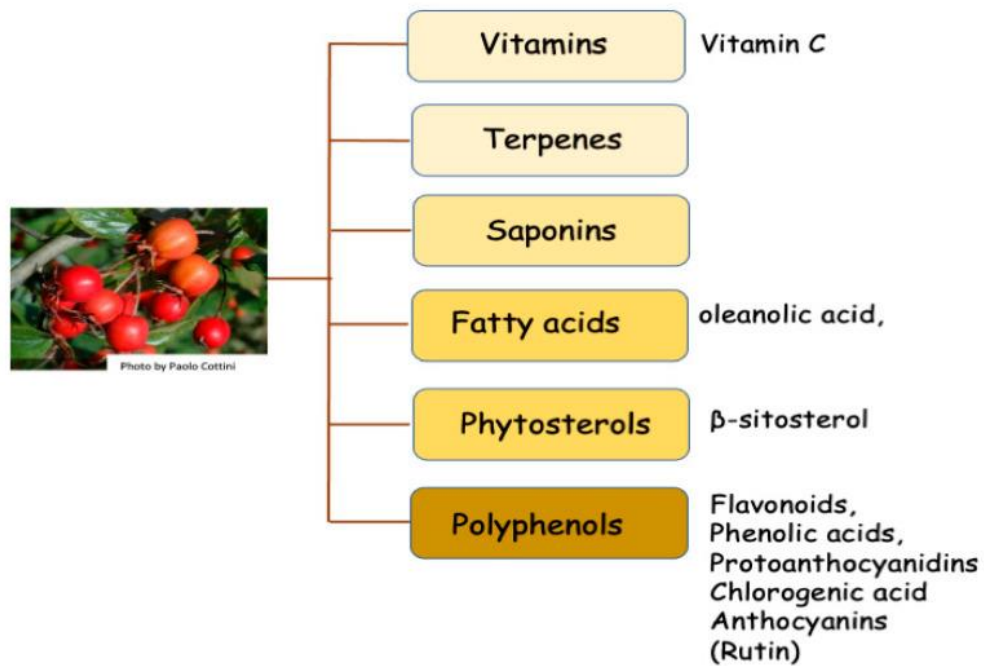 Vitamins
Vitamin C
Terpenes
Saponins
Fatty acids
oleanolic acid,
Phytosterols
β-sitosterol
Polyphenols
Flavonoids,
Phenolic acids,
Protoanthocyanidins
Chlorogenic acid
Anthocyanins
(Rutin)
Photo by Paolo Cottini